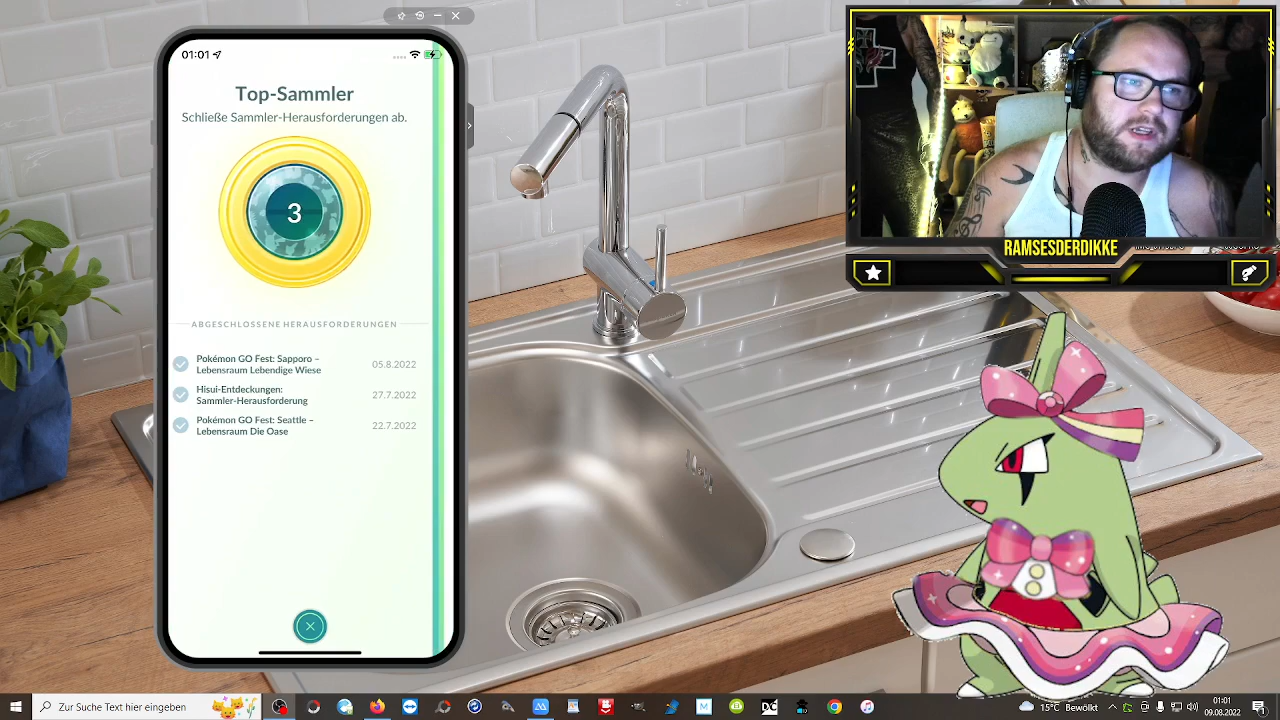 01:01
Top-Sammler
Schließe Sammler-Herausforderungen ab.
3
ABGESCHLOSSENE HERAUSFORDERUNGEN
Pokémon GO Fest: Sapporo –
Lebensraum Lebendige Wiese
05.8.2022
Hisui-Entdeckungen:
Sammler-Herausforderung
27.7.2022
Pokémon GO Fest: Seattle –
Lebensraum Die Oase
22.7.2022
RAMSESDERDIKKE
Zur Suche Text hier eingeben
M
DC
15°C Bewölkt
01:01
09.08.2022